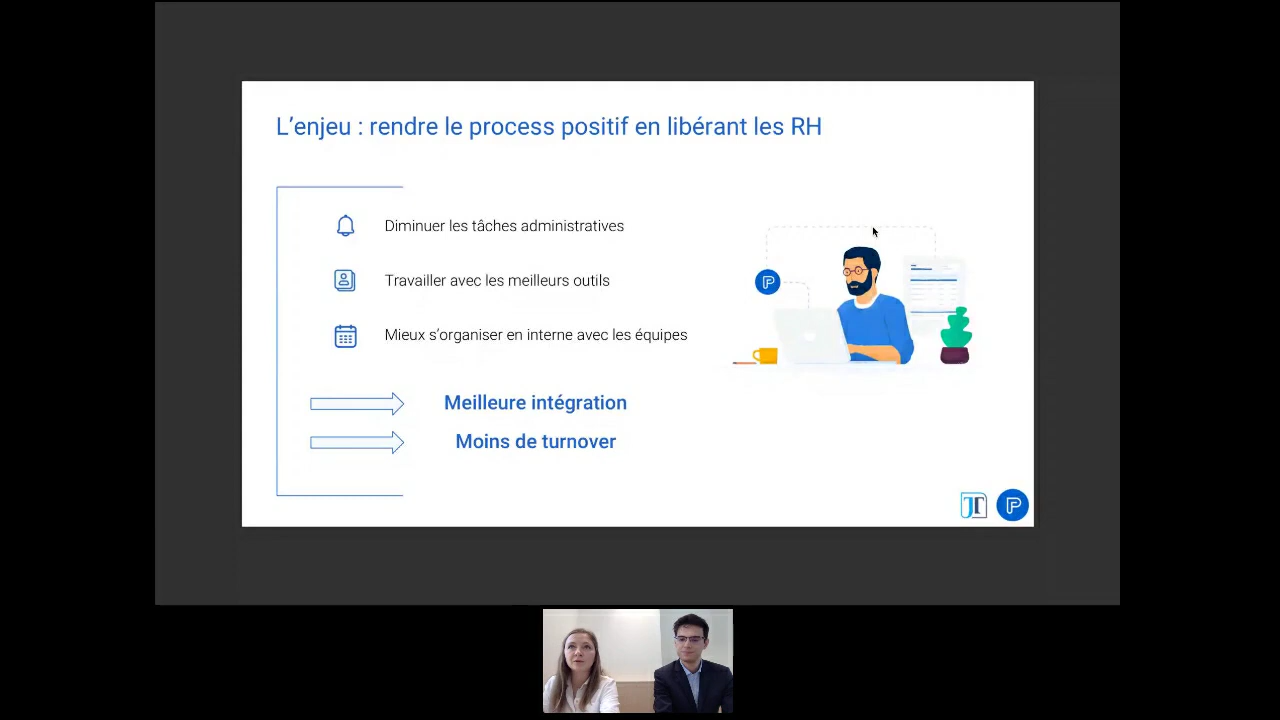 L’enjeu : rendre le process positif en libérant les RH
Diminuer les tâches administratives
Travailler avec les meilleurs outils
Mieux s’organiser en interne avec les équipes
Meilleure intégration
Moins de turnover